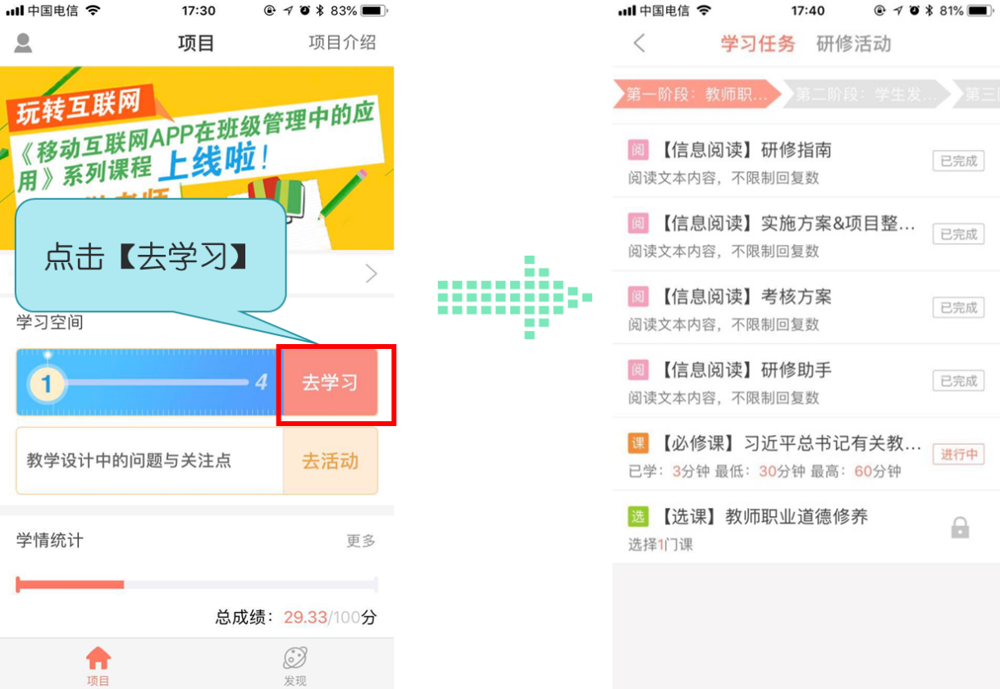 中国电信
17:30
83%
项目
项目介绍
玩转互联网
《移动互联网APP在班级管理中的应
用》系列课程
上线啦！
点击【去学习】
学习空间
1
4
去学习
教学设计中的问题与关注点
去活动
学情统计
更多
总成绩：29.33/100分
项目
发现
中国电信
17:40
81%
学习任务
研修活动
第一阶段：教师职...
第二阶段：学生发...
第三
阅
【信息阅读】研修指南
阅读文本内容，不限制回复数
已完成
阅
【信息阅读】实施方案&项目整...
阅读文本内容，不限制回复数
已完成
阅
【信息阅读】考核方案
阅读文本内容，不限制回复数
已完成
阅
【信息阅读】研修助手
阅读文本内容，不限制回复数
已完成
课
【必修课】习近平总书记有关教...
已学：3分钟 最低：30分钟 最高：60分钟
进行中
选
【选课】教师职业道德修养
选择1门课